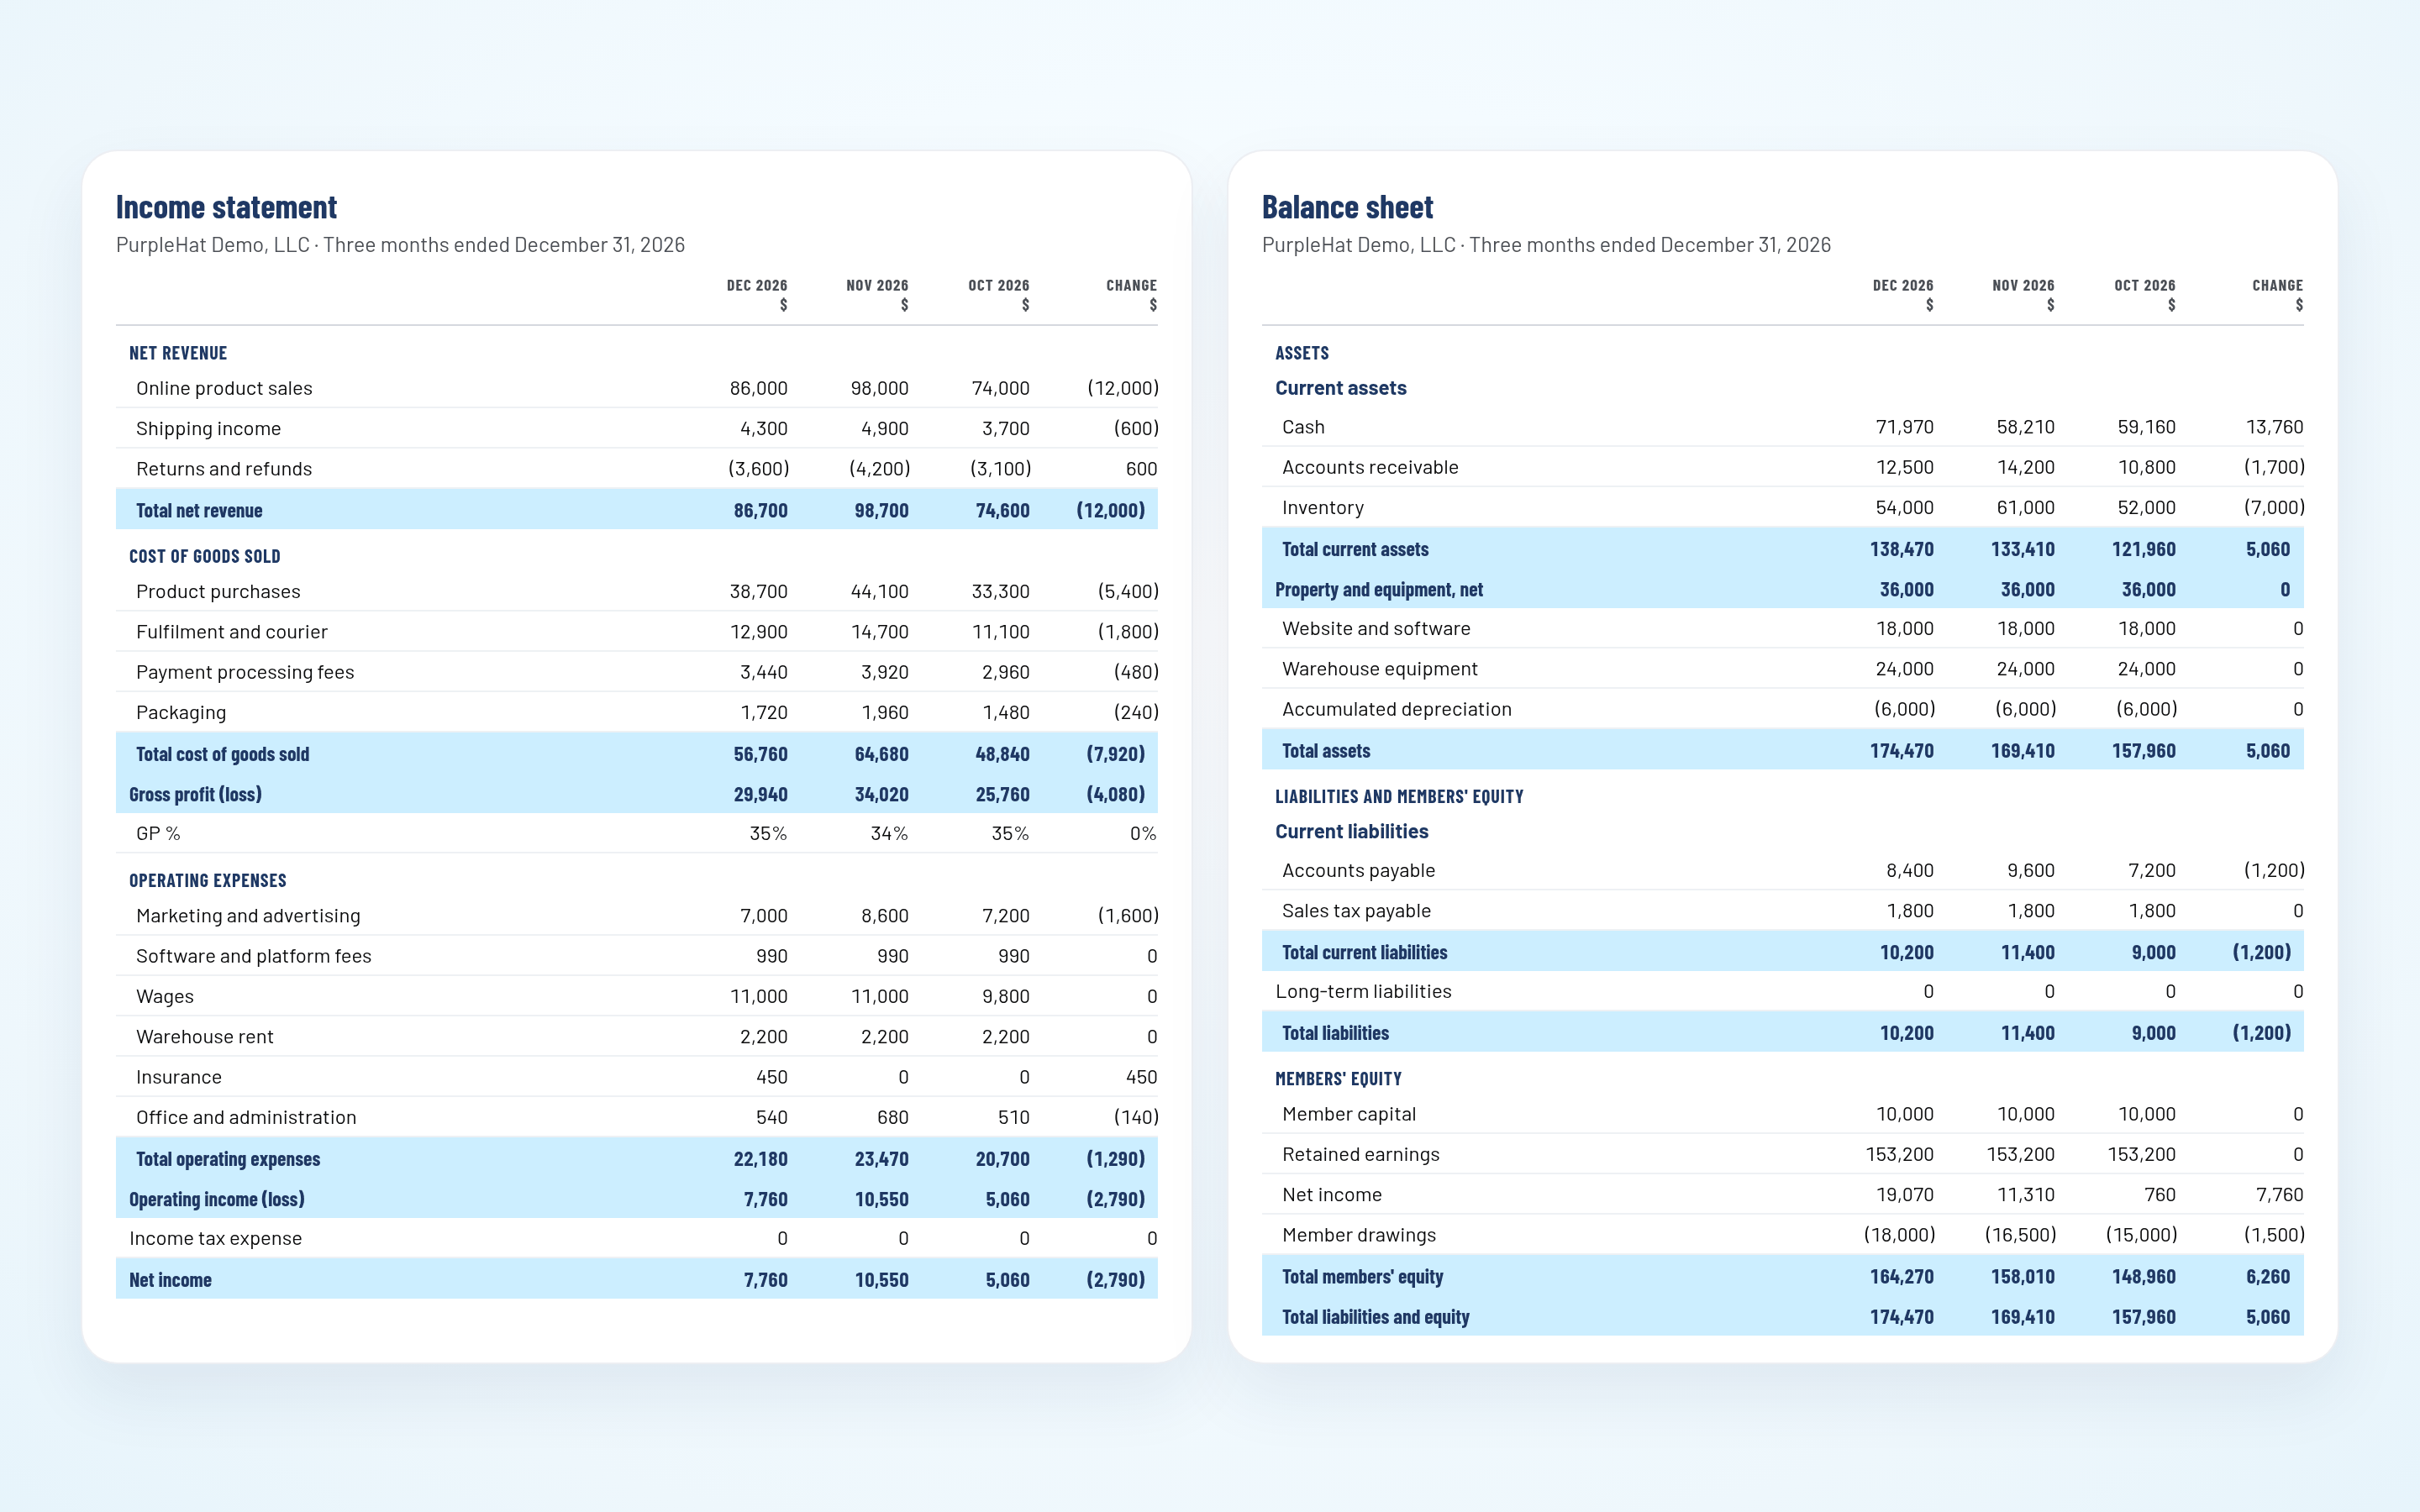 Income statement
PurpleHat Demo, LLC · Three months ended December 31, 2026
DEC 2026 NOV 2026 OCT 2026 CHANGE
$ $ $ $
NET REVENUE
Online product sales 86,000 98,000 74,000 (12,000)
Shipping income 4,300 4,900 3,700 (600)
Returns and refunds (3,600) (4,200) (3,100) 600
Total net revenue 86,700 98,700 74,600 (12,000)
COST OF GOODS SOLD
Product purchases 38,700 44,100 33,300 (5,400)
Fulfilment and courier 12,900 14,700 11,100 (1,800)
Payment processing fees 3,440 3,920 2,960 (480)
Packaging 1,720 1,960 1,480 (240)
Total cost of goods sold 56,760 64,680 48,840 (7,920)
Gross profit (loss) 29,940 34,020 25,760 (4,080)
GP % 35% 34% 35% 0%
OPERATING EXPENSES
Marketing and advertising 7,000 8,600 7,200 (1,600)
Software and platform fees 990 990 990 0
Wages 11,000 11,000 9,800 0
Warehouse rent 2,200 2,200 2,200 0
Insurance 450 0 0 450
Office and administration 540 680 510 (140)
Total operating expenses 22,180 23,470 20,700 (1,290)
Operating income (loss) 7,760 10,550 5,060 (2,790)
Income tax expense 0 0 0 0
Net income 7,760 10,550 5,060 (2,790)
Balance sheet
PurpleHat Demo, LLC · Three months ended December 31, 2026
DEC 2026 NOV 2026 OCT 2026 CHANGE
$ $ $ $
ASSETS
Current assets
Cash 71,970 58,210 59,160 13,760
Accounts receivable 12,500 14,200 10,800 (1,700)
Inventory 54,000 61,000 52,000 (7,000)
Total current assets 138,470 133,410 121,960 5,060
Property and equipment, net 36,000 36,000 36,000 0
Website and software 18,000 18,000 18,000 0
Warehouse equipment 24,000 24,000 24,000 0
Accumulated depreciation (6,000) (6,000) (6,000) 0
Total assets 174,470 169,410 157,960 5,060
LIABILITIES AND MEMBERS' EQUITY
Current liabilities
Accounts payable 8,400 9,600 7,200 (1,200)
Sales tax payable 1,800 1,800 1,800 0
Total current liabilities 10,200 11,400 9,000 (1,200)
Long-term liabilities 0 0 0 0
Total liabilities 10,200 11,400 9,000 (1,200)
MEMBERS' EQUITY
Member capital 10,000 10,000 10,000 0
Retained earnings 153,200 153,200 153,200 0
Net income 19,070 11,310 760 7,760
Member drawings (18,000) (16,500) (15,000) (1,500)
Total members' equity 164,270 158,010 148,960 6,260
Total liabilities and equity 174,470 169,410 157,960 5,060